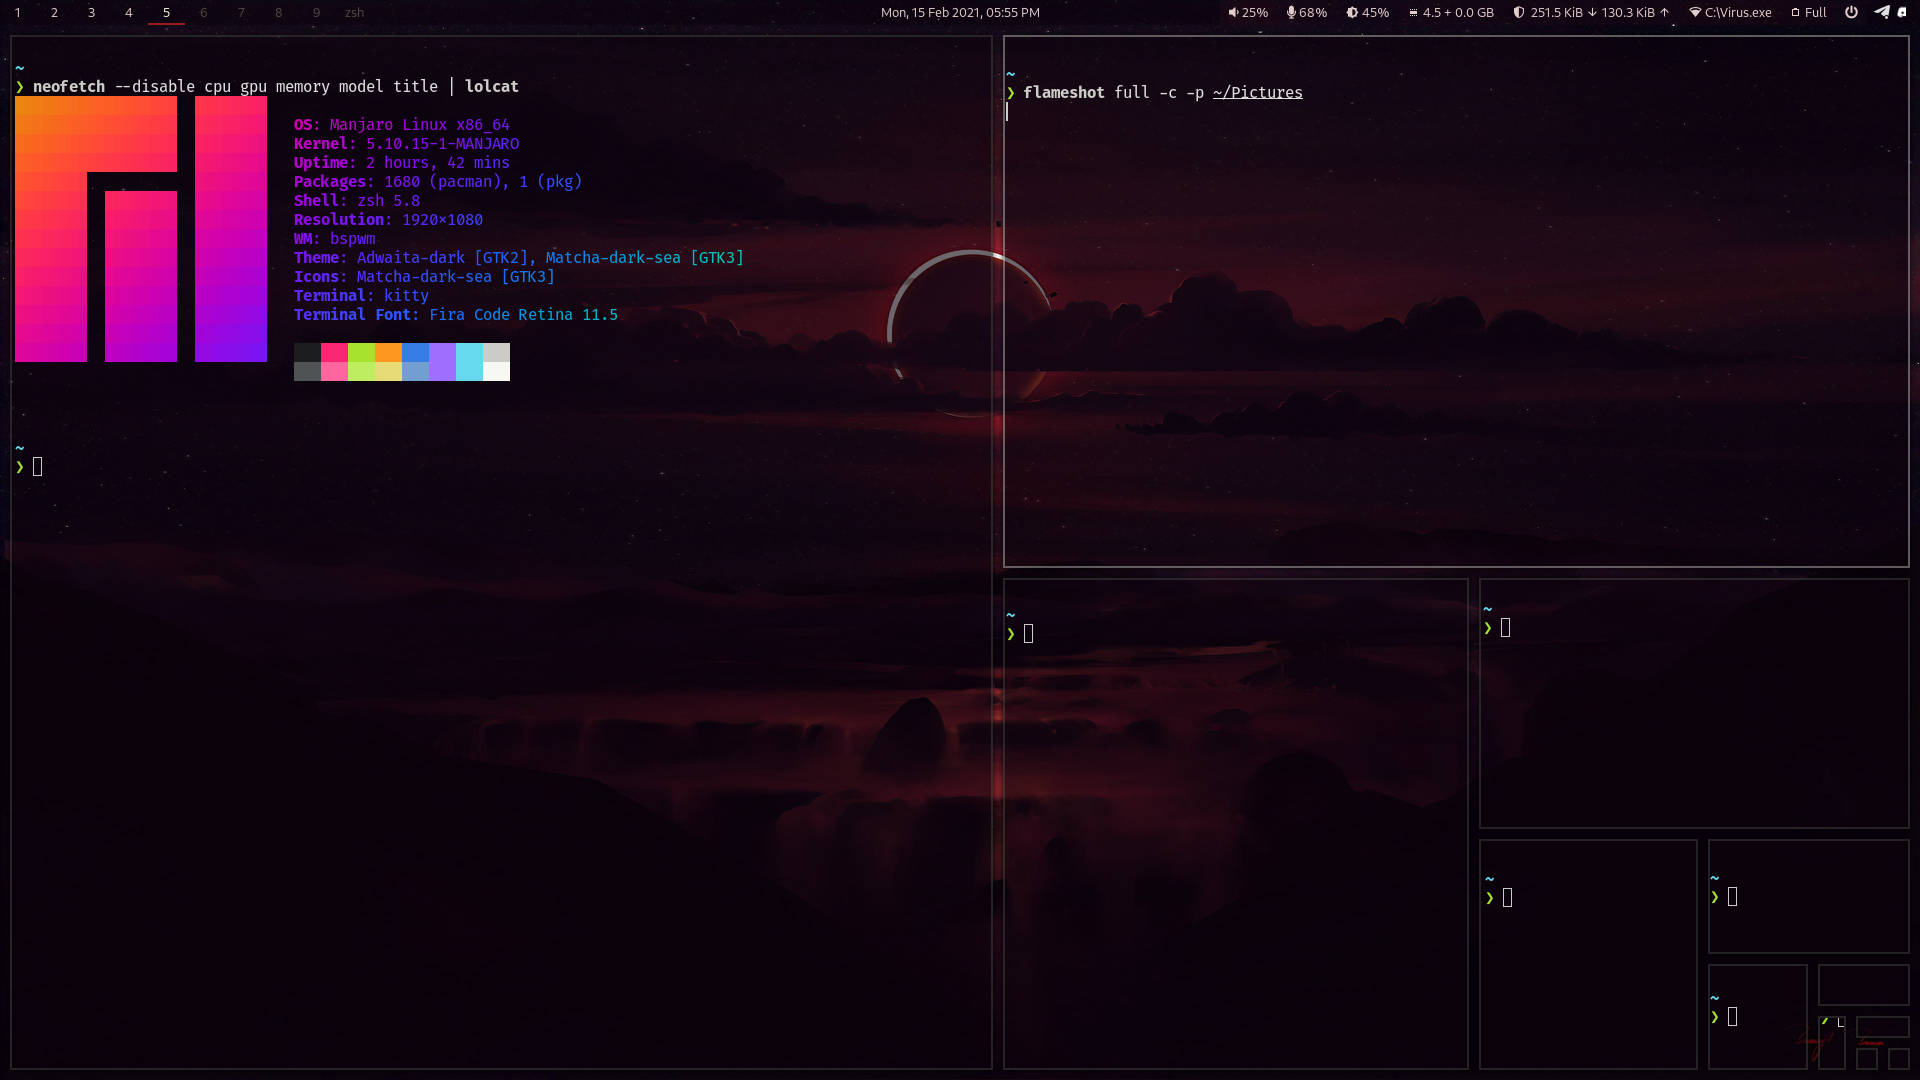 1 2 3 4 5 6 7 8 9 zsh
Mon, 15 Feb 2021, 05:55 PM
25% 68% 45% 4.5 + 0.0 GB 251.5 KiB ↓ 130.3 KiB ↑ C:\Virus.exe Full
~
❯ neofetch --disable cpu gpu memory model title | lolcat
OS: Manjaro Linux x86_64
Kernel: 5.10.15-1-MANJARO
Uptime: 2 hours, 42 mins
Packages: 1680 (pacman), 1 (pkg)
Shell: zsh 5.8
Resolution: 1920×1080
WM: bspwm
Theme: Adwaita-dark [GTK2], Matcha-dark-sea [GTK3]
Icons: Matcha-dark-sea [GTK3]
Terminal: kitty
Terminal Font: Fira Code Retina 11.5
~
❯
~
❯ flameshot full -c -p ~/Pictures
~
❯
~
❯
~
❯
~
❯
~
❯